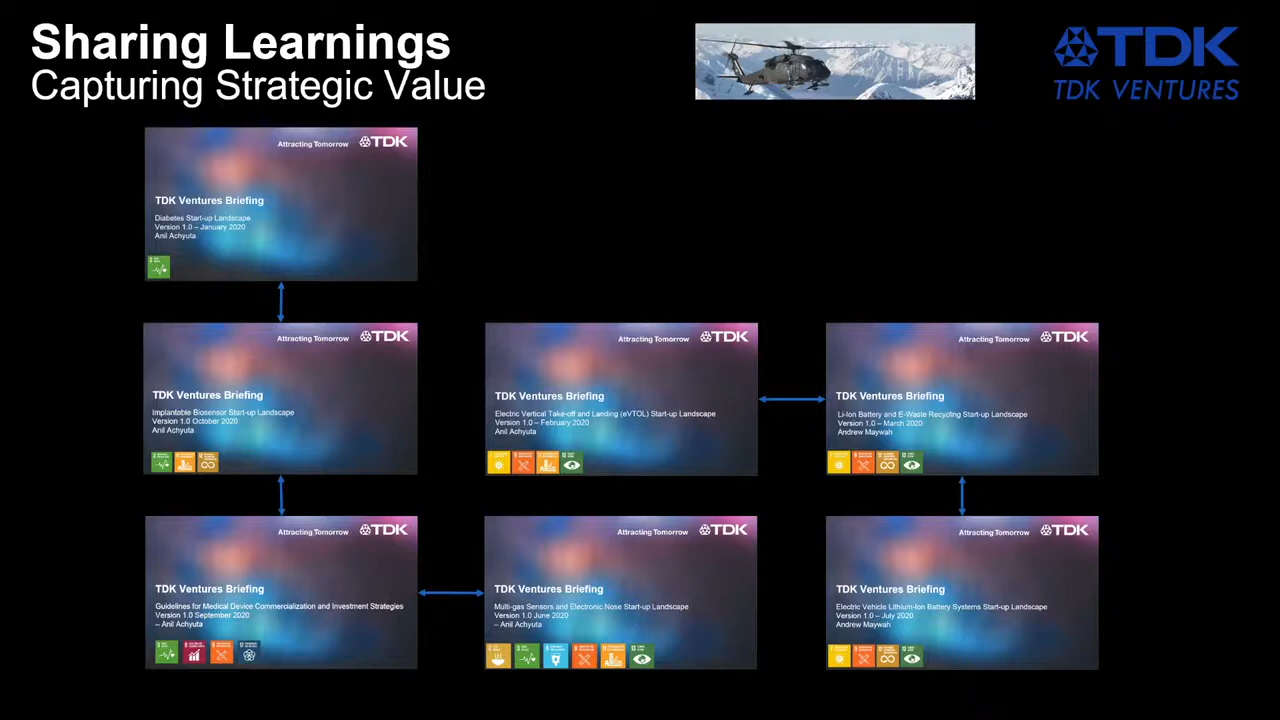 Sharing Learnings
Capturing Strategic Value
TDK
TDK VENTURES
Attracting Tomorrow TDK
TDK Ventures Briefing
Diabetes Start-up Landscape
Version 1.0 – January 2020
Anil Achyuta
Attracting Tomorrow TDK
TDK Ventures Briefing
Implantable Biosensor Start-up Landscape
Version 1.0 October 2020
Anil Achyuta
Attracting Tomorrow TDK
TDK Ventures Briefing
Electric Vertical Take-off and Landing (eVTOL) Start-up Landscape
Version 1.0 – February 2020
Anil Achyuta
Attracting Tomorrow TDK
TDK Ventures Briefing
Li-Ion Battery and E-Waste Recycling Start-up Landscape
Version 1.0 – March 2020
Andrew Maywah
Attracting Tomorrow TDK
TDK Ventures Briefing
Guidelines for Medical Device Commercialization and Investment Strategies
Version 1.0 September 2020
– Anil Achyuta
Attracting Tomorrow TDK
TDK Ventures Briefing
Multi-gas Sensors and Electronic Nose Start-up Landscape
Version 1.0 June 2020
– Anil Achyuta
Attracting Tomorrow TDK
TDK Ventures Briefing
Electric Vehicle Lithium-Ion Battery Systems Start-up Landscape
Version 1.0 – July 2020
Andrew Maywah